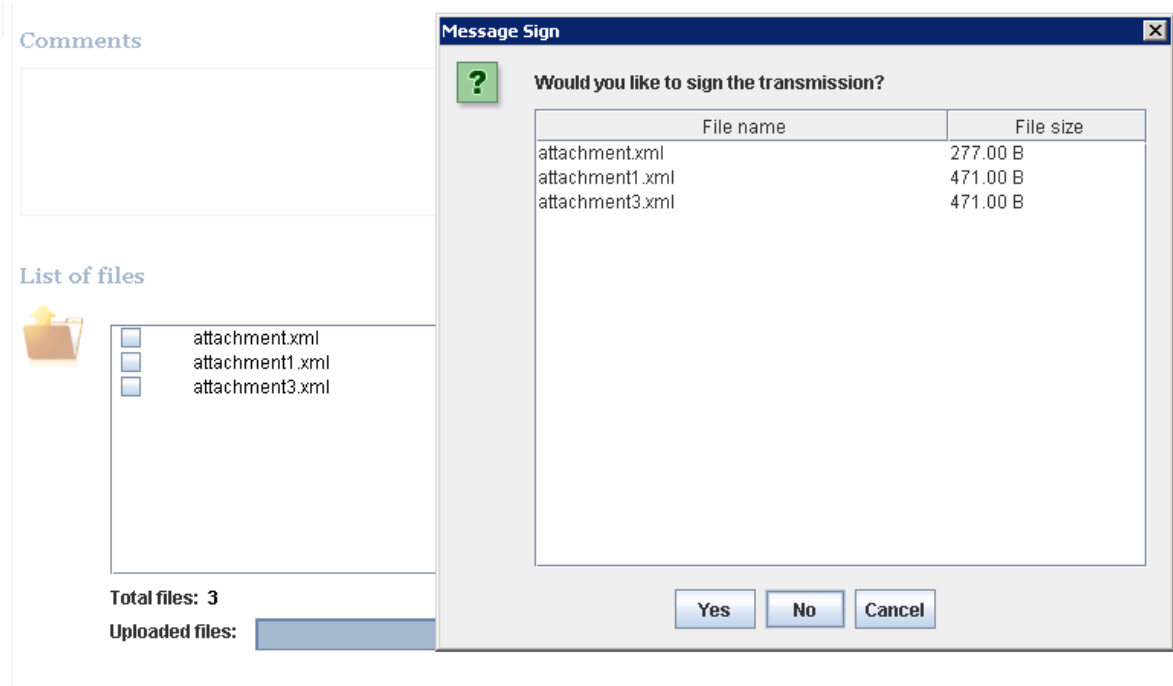 Comments
List of files
attachment.xml
attachment1.xml
attachment3.xml
Total files: 3
Uploaded files:
Message Sign
Would you like to sign the transmission?
File name File size
attachment.xml 277.00 B
attachment1.xml 471.00 B
attachment3.xml 471.00 B
Yes No Cancel